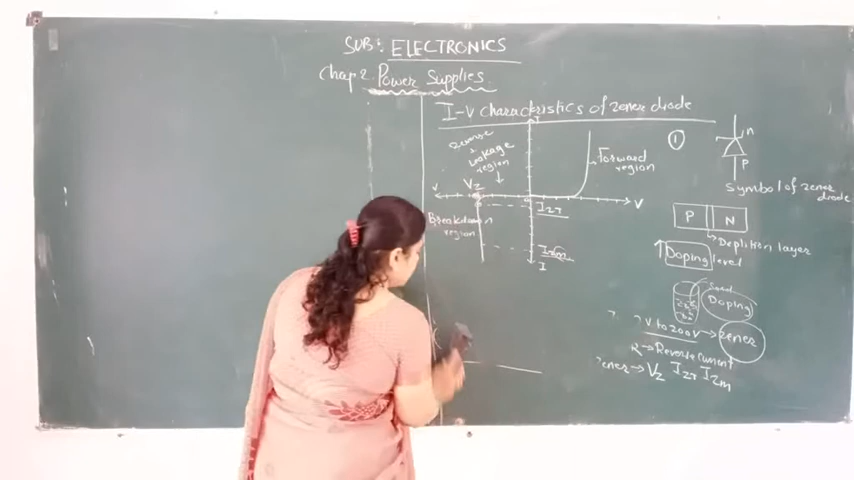 SUB: ELECTRONICS
Chap 2. Power Supplies
I-V characteristics of zener diode
I
Leakage
region
Forward
region
1
n
P
Symbol of zener
diode
Vz
V
V
IZT
Breakdown
region
IZM
I
P N
Depletion layer
Doping level
Doping
V to 200V → zener
R → Reverse current
→ Vz IZT IZm